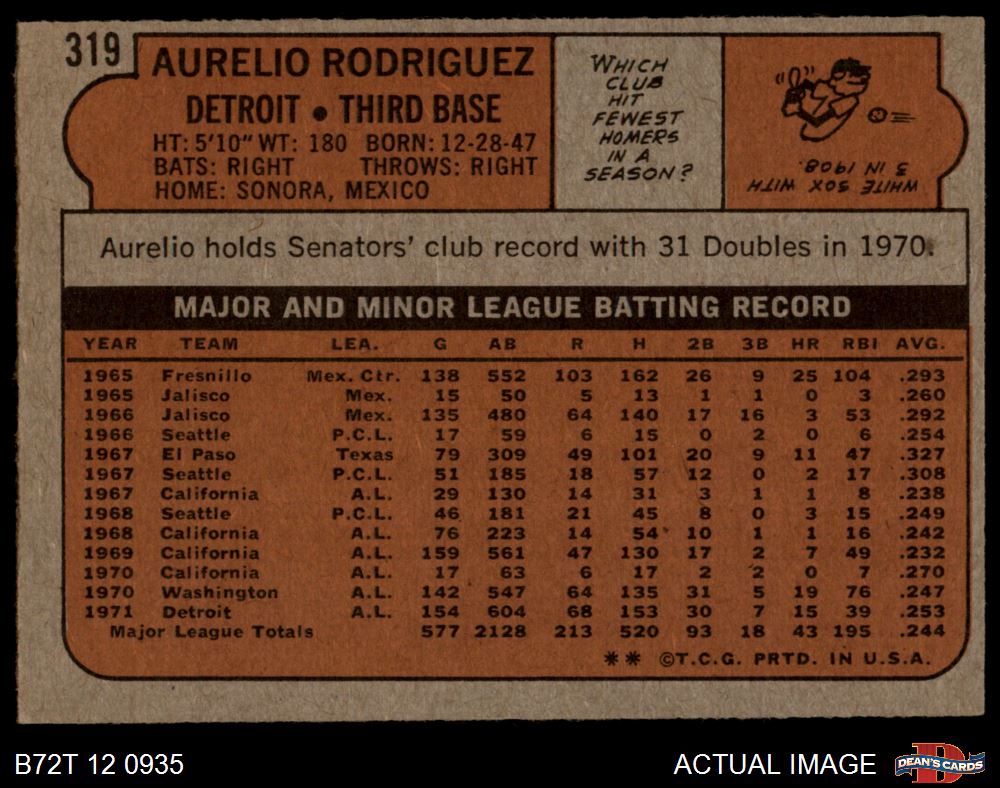 319
AURELIO RODRIGUEZ
DETROIT • THIRD BASE
HT: 5'10" WT: 180 BORN: 12-28-47
BATS: RIGHT THROWS: RIGHT
HOME: SONORA, MEXICO
WHICH
CLUB
HIT
FEWEST
HOMERS
IN A
SEASON?
WHITE SOX HIT WITH
3 IN 1908.
Aurelio holds Senators' club record with 31 Doubles in 1970.
MAJOR AND MINOR LEAGUE BATTING RECORD
YEAR TEAM LEA. G AB R H 2B 3B HR RBI AVG.
1965 Fresnillo Mex. Ctr. 138 552 103 162 26 9 25 104 .293
1965 Jalisco Mex. 15 50 5 13 1 1 0 3 .260
1966 Jalisco Mex. 135 480 64 140 17 16 3 53 .292
1966 Seattle P.C.L. 17 59 6 15 0 2 0 6 .254
1967 El Paso Texas 79 309 49 101 20 9 11 47 .327
1967 Seattle P.C.L. 51 185 18 57 12 0 2 17 .308
1967 California A.L. 29 130 14 31 3 1 1 8 .238
1968 Seattle P.C.L. 46 181 21 45 8 0 3 15 .249
1968 California A.L. 76 223 14 54 10 1 1 16 .242
1969 California A.L. 159 561 47 130 17 2 7 49 .232
1970 California A.L. 17 63 6 17 2 2 0 7 .270
1970 Washington A.L. 142 547 64 135 31 5 19 76 .247
1971 Detroit A.L. 154 604 68 153 30 7 15 39 .253
Major League Totals 577 2128 213 520 93 18 43 195 .244
** ©T.C.G. PRTD. IN U.S.A.
B72T 12 0935
ACTUAL IMAGE
D
DEAN'S CARDS